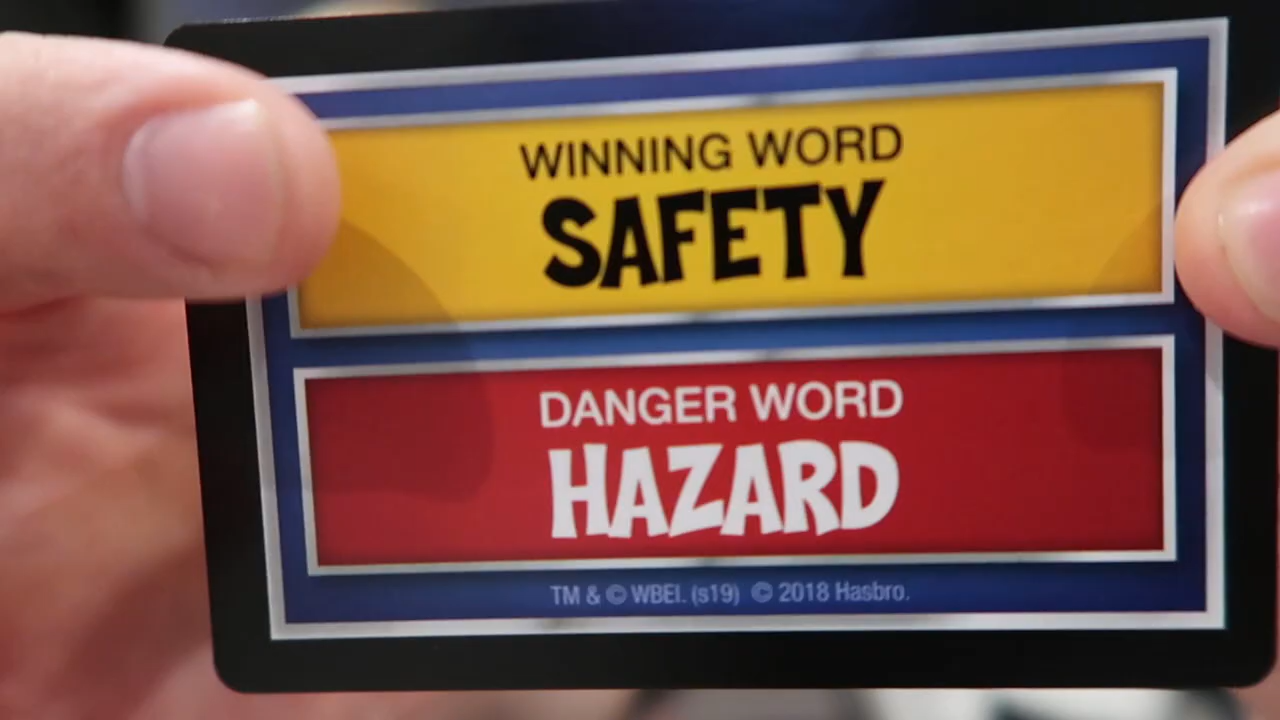 WINNING WORD
SAFETY
DANGER WORD
HAZARD
TM & © WBEI. (s19) © 2018 Hasbro.